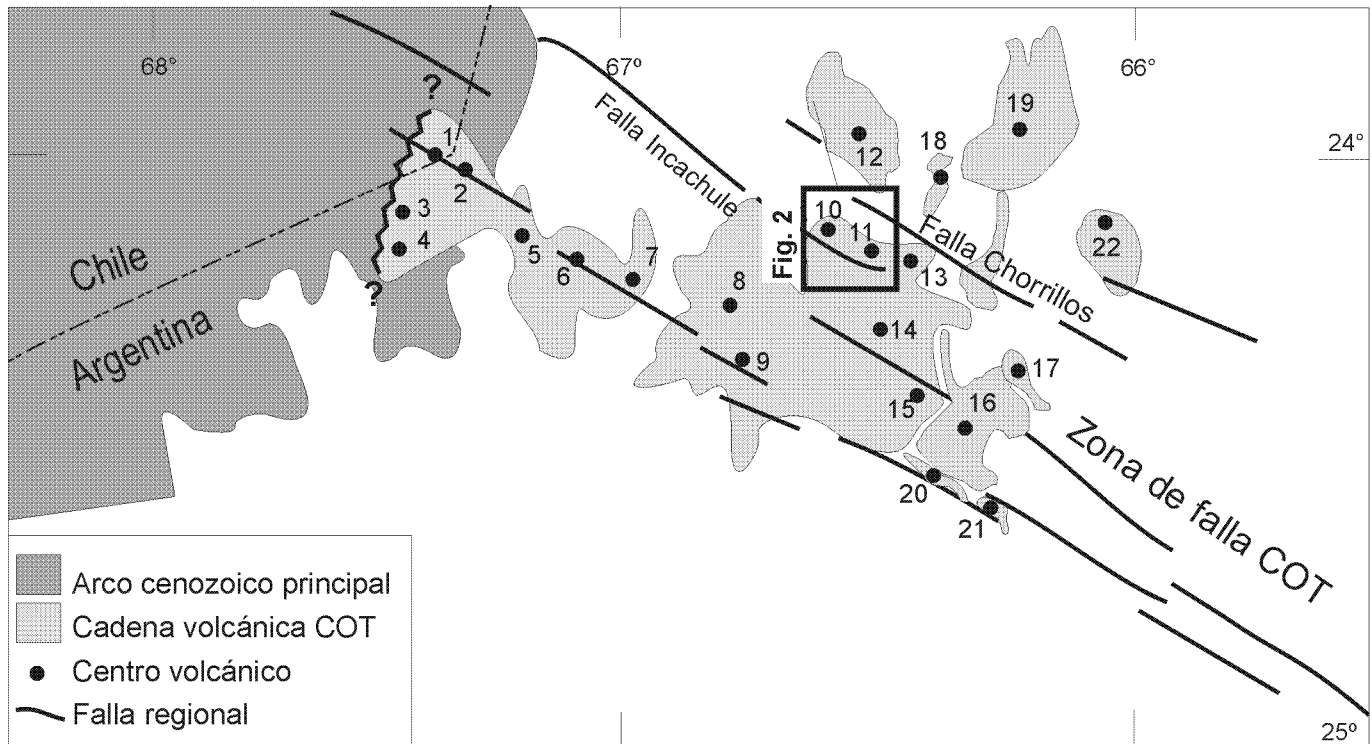 68°
67º
66°
24°
25º
?
?
Chile
Argentina
Falla Incachule
Falla Chorrillos
Zona de falla COT
Fig. 2
1
2
3
4
5
6
7
8
9
10
11
12
13
14
15
16
17
18
19
20
21
22
Arco cenozoico principal
Cadena volcánica COT
Centro volcánico
Falla regional